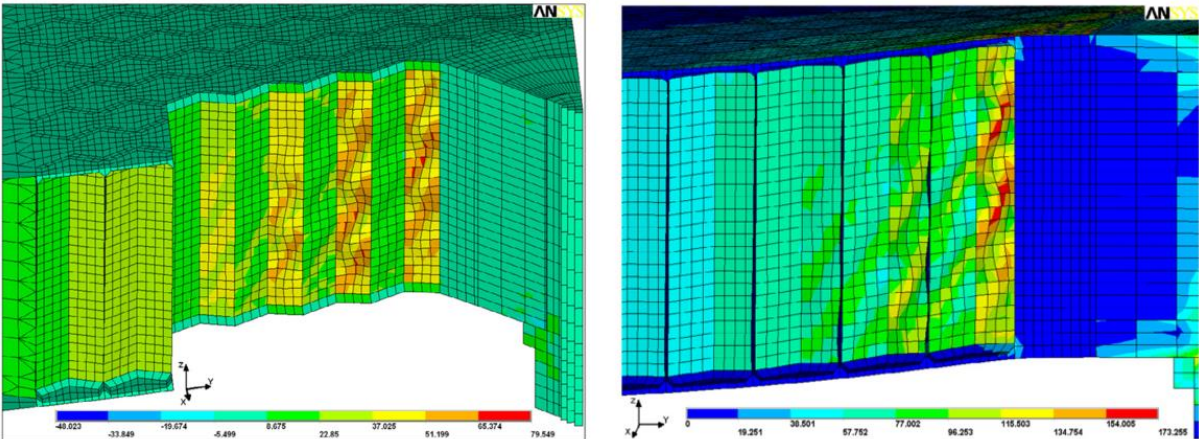 ANSYS
Z
Y
X
-48.023 -19.674 8.675 37.025 65.374
-33.849 -5.499 22.85 51.199 79.549
ANSYS
Z
Y
X
0 38.501 77.002 115.503 154.005
19.251 57.752 96.253 134.754 173.255